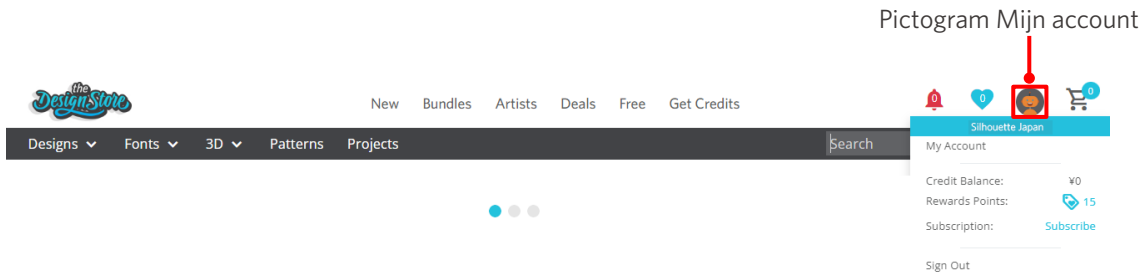 Pictogram Mijn account
the
Design Store
New Bundles Artists Deals Free Get Credits
0 0 0
Designs Fonts 3D Patterns Projects Search
Silhouette Japan
My Account
Credit Balance: ¥0
Rewards Points: 15
Subscription: Subscribe
Sign Out